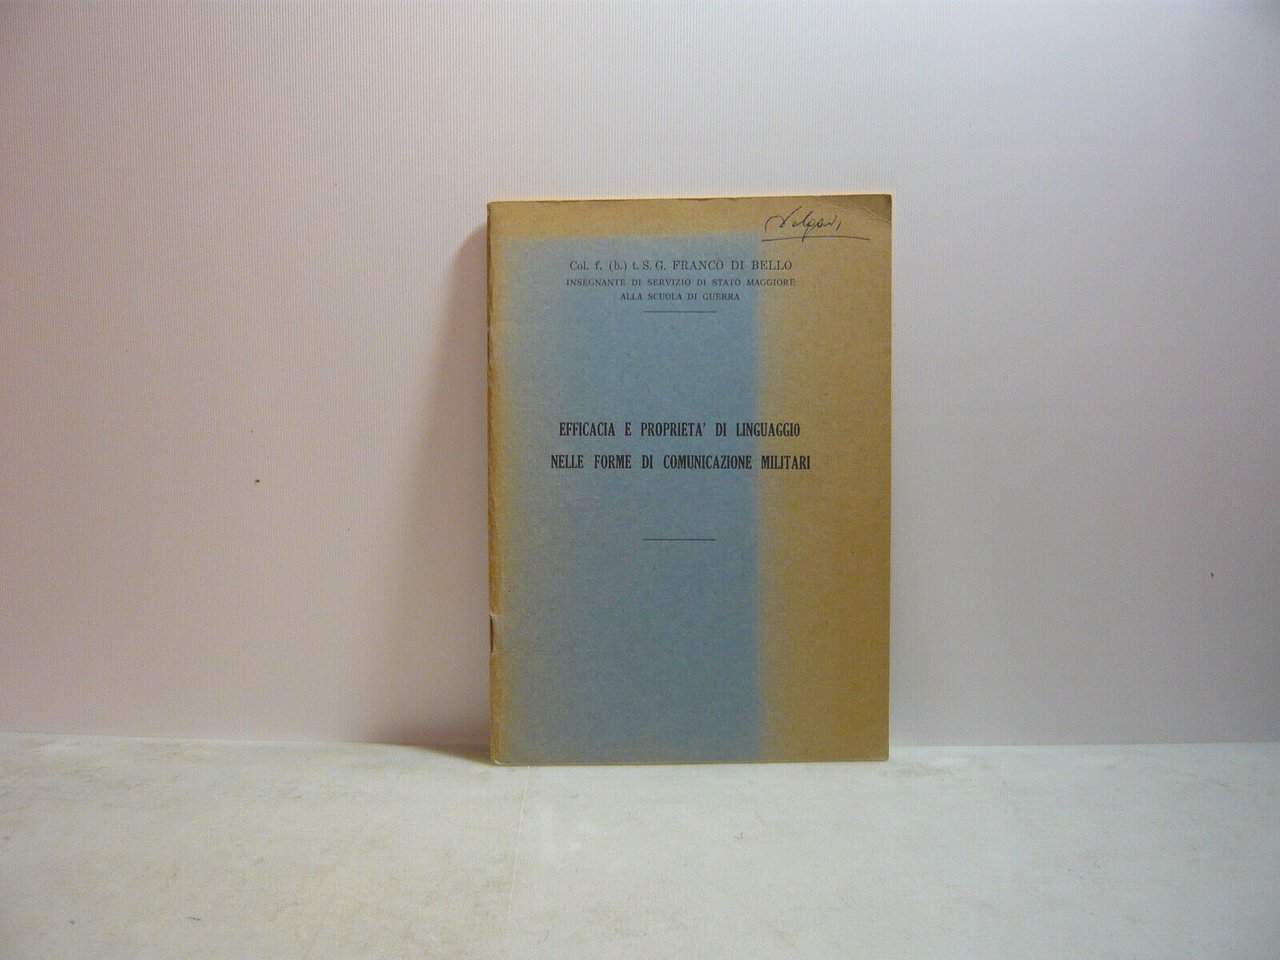 Col. f. (b.) t. S. G. FRANCO DI BELLO
INSEGNANTE DI SERVIZIO DI STATO MAGGIORE
ALLA SCUOLA DI GUERRA
EFFICACIA E PROPRIETA' DI LINGUAGGIO
NELLE FORME DI COMUNICAZIONE MILITARI